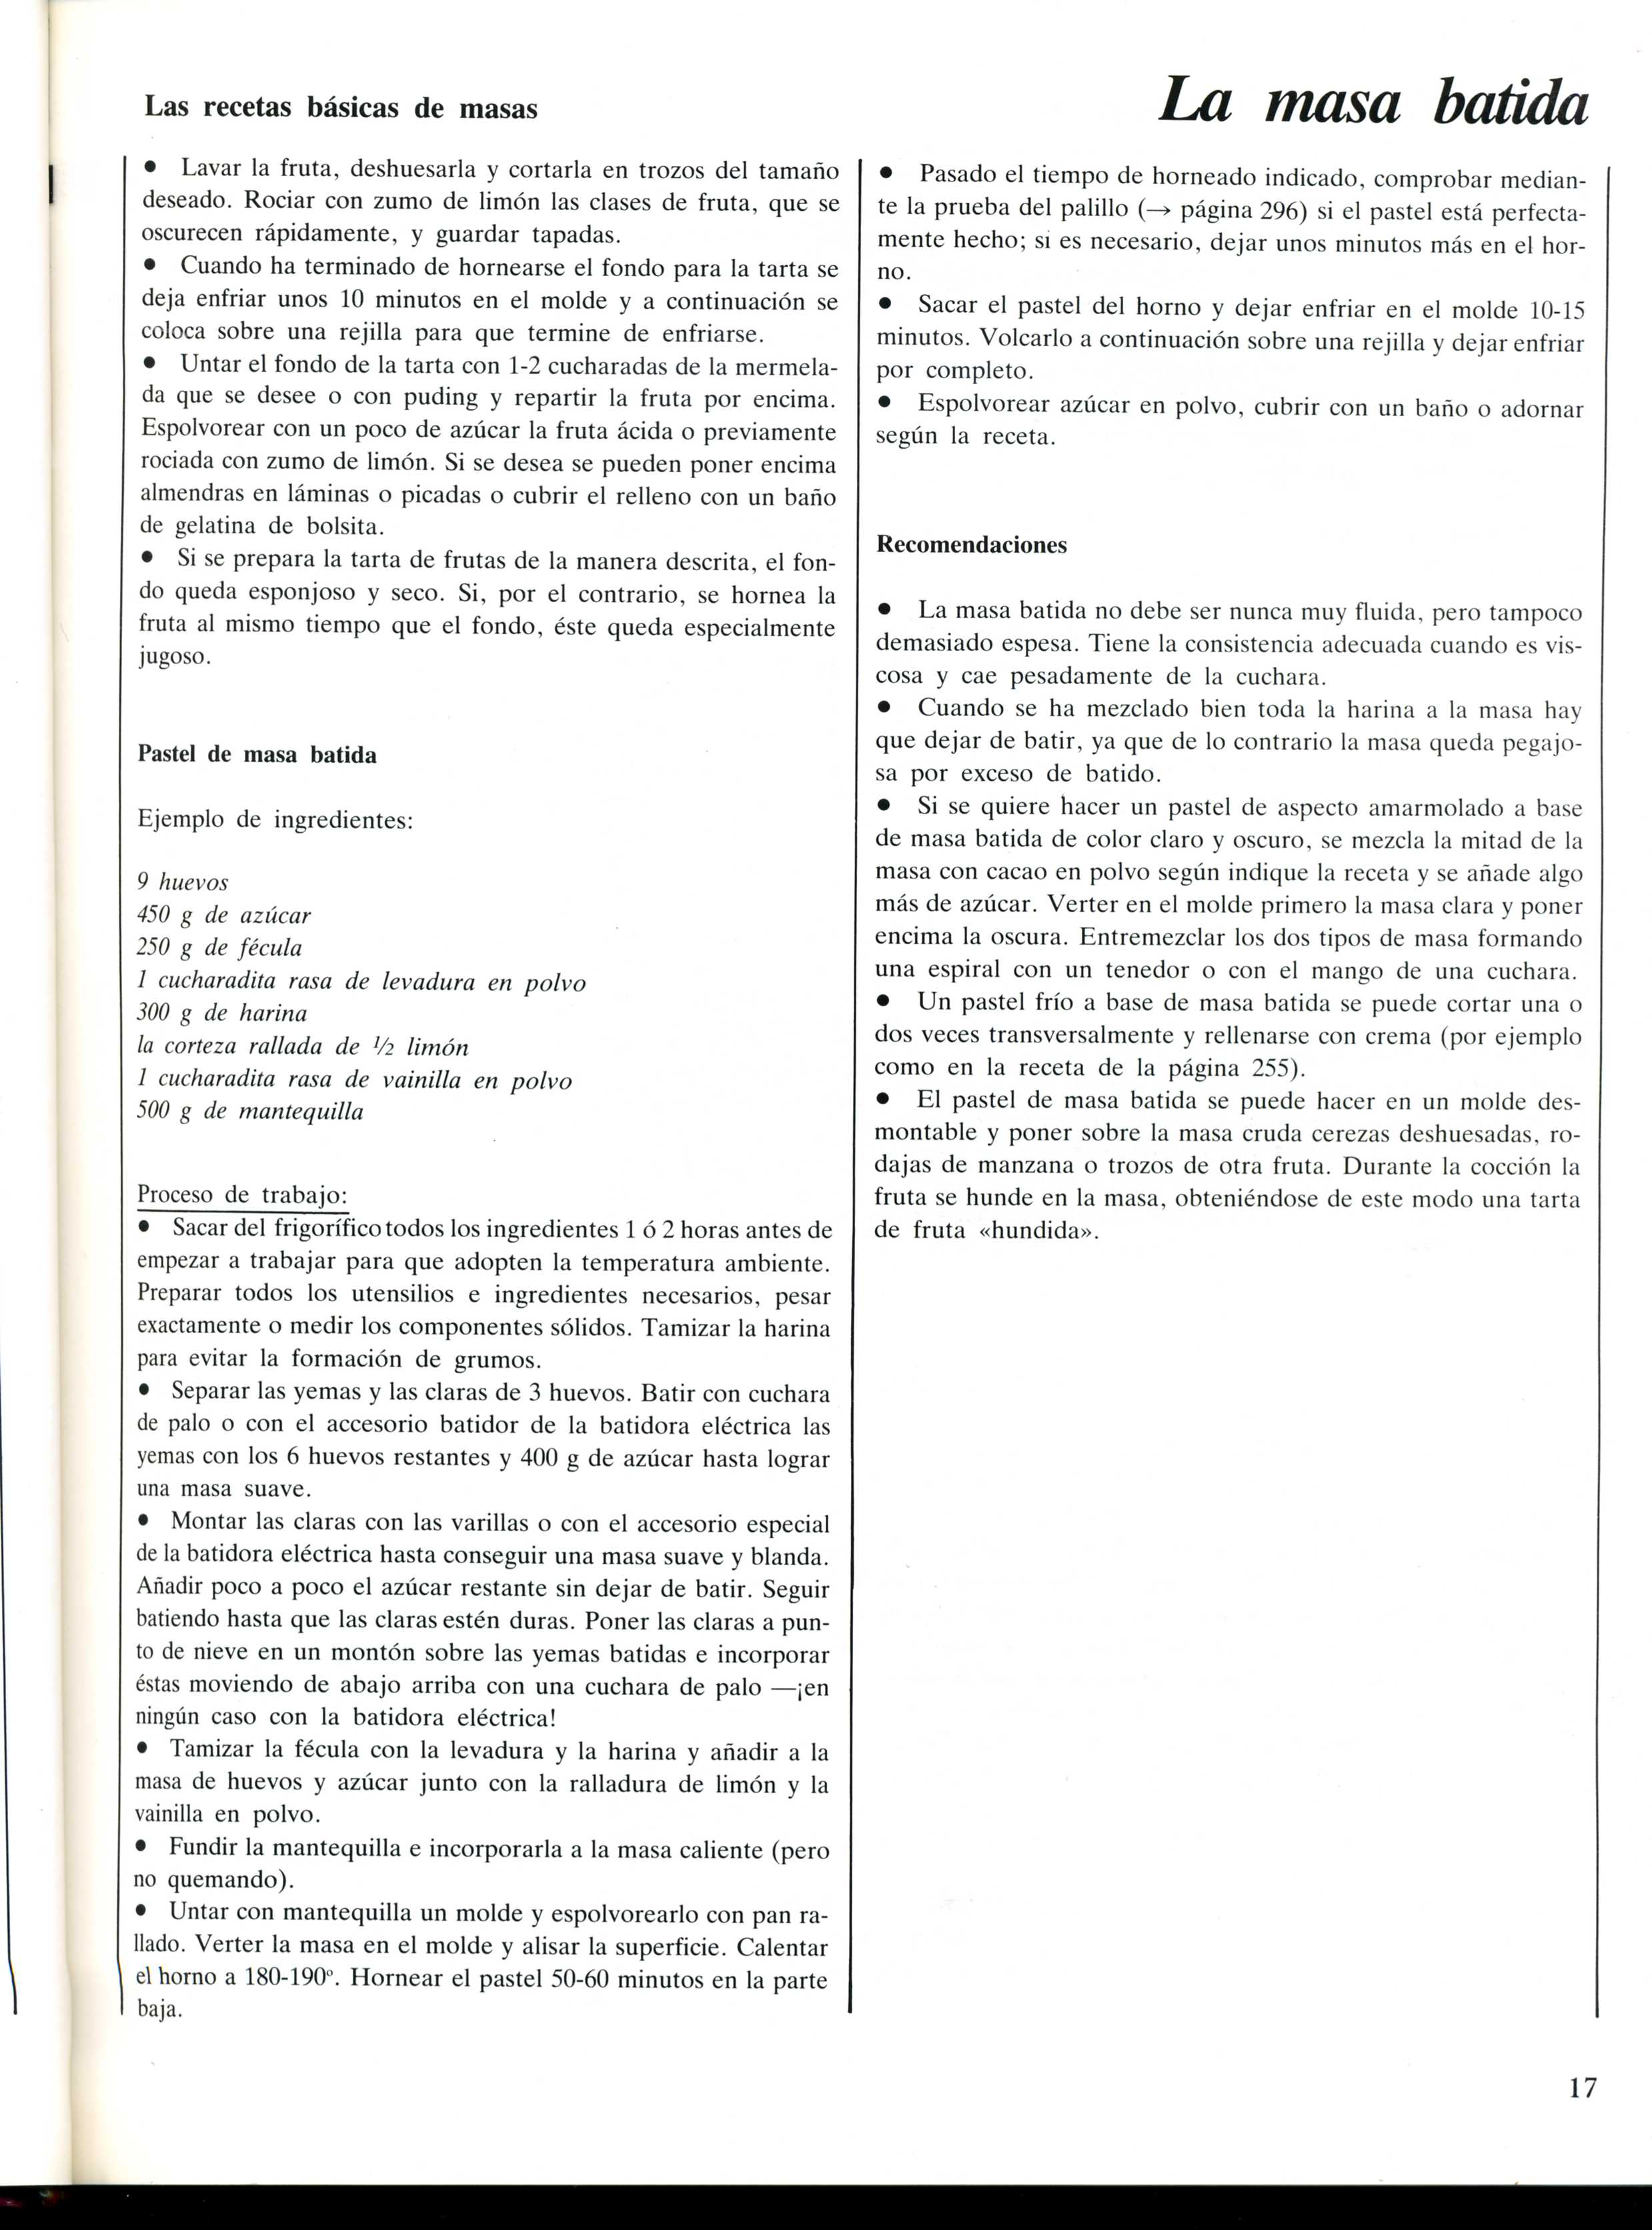 Las recetas básicas de masas
La masa batida
• Lavar la fruta, deshuesarla y cortarla en trozos del tamaño
deseado. Rociar con zumo de limón las clases de fruta, que se
oscurecen rápidamente, y guardar tapadas.
• Cuando ha terminado de hornearse el fondo para la tarta se
deja enfriar unos 10 minutos en el molde y a continuación se
coloca sobre una rejilla para que termine de enfriarse.
• Untar el fondo de la tarta con 1-2 cucharadas de la mermela-
da que se desee o con puding y repartir la fruta por encima.
Espolvorear con un poco de azúcar la fruta ácida o previamente
rociada con zumo de limón. Si se desea se pueden poner encima
almendras en láminas o picadas o cubrir el relleno con un baño
de gelatina de bolsita.
• Si se prepara la tarta de frutas de la manera descrita, el fon-
do queda esponjoso y seco. Si, por el contrario, se hornea la
fruta al mismo tiempo que el fondo, éste queda especialmente
jugoso.
Pastel de masa batida
Ejemplo de ingredientes:
9 huevos
450 g de azúcar
250 g de fécula
1 cucharadita rasa de levadura en polvo
300 g de harina
la corteza rallada de 1/2 limón
1 cucharadita rasa de vainilla en polvo
500 g de mantequilla
Proceso de trabajo:
• Sacar del frigorífico todos los ingredientes 1 ó 2 horas antes de
empezar a trabajar para que adopten la temperatura ambiente.
Preparar todos los utensilios e ingredientes necesarios, pesar
exactamente o medir los componentes sólidos. Tamizar la harina
para evitar la formación de grumos.
• Separar las yemas y las claras de 3 huevos. Batir con cuchara
de palo o con el accesorio batidor de la batidora eléctrica las
yemas con los 6 huevos restantes y 400 g de azúcar hasta lograr
una masa suave.
• Montar las claras con las varillas o con el accesorio especial
de la batidora eléctrica hasta conseguir una masa suave y blanda.
Añadir poco a poco el azúcar restante sin dejar de batir. Seguir
batiendo hasta que las claras estén duras. Poner las claras a pun-
to de nieve en un montón sobre las yemas batidas e incorporar
éstas moviendo de abajo arriba con una cuchara de palo —¡en
ningún caso con la batidora eléctrica!
• Tamizar la fécula con la levadura y la harina y añadir a la
masa de huevos y azúcar junto con la ralladura de limón y la
vainilla en polvo.
• Fundir la mantequilla e incorporarla a la masa caliente (pero
no quemando).
• Untar con mantequilla un molde y espolvorearlo con pan ra-
llado. Verter la masa en el molde y alisar la superficie. Calentar
el horno a 180-190º. Hornear el pastel 50-60 minutos en la parte
baja.
• Pasado el tiempo de horneado indicado, comprobar median-
te la prueba del palillo (→ página 296) si el pastel está perfecta-
mente hecho; si es necesario, dejar unos minutos más en el hor-
no.
• Sacar el pastel del horno y dejar enfriar en el molde 10-15
minutos. Volcarlo a continuación sobre una rejilla y dejar enfriar
por completo.
• Espolvorear azúcar en polvo, cubrir con un baño o adornar
según la receta.
Recomendaciones
• La masa batida no debe ser nunca muy fluida, pero tampoco
demasiado espesa. Tiene la consistencia adecuada cuando es vis-
cosa y cae pesadamente de la cuchara.
• Cuando se ha mezclado bien toda la harina a la masa hay
que dejar de batir, ya que de lo contrario la masa queda pegajo-
sa por exceso de batido.
• Si se quiere hacer un pastel de aspecto amarmolado a base
de masa batida de color claro y oscuro, se mezcla la mitad de la
masa con cacao en polvo según indique la receta y se añade algo
más de azúcar. Verter en el molde primero la masa clara y poner
encima la oscura. Entremezclar los dos tipos de masa formando
una espiral con un tenedor o con el mango de una cuchara.
• Un pastel frío a base de masa batida se puede cortar una o
dos veces transversalmente y rellenarse con crema (por ejemplo
como en la receta de la página 255).
• El pastel de masa batida se puede hacer en un molde des-
montable y poner sobre la masa cruda cerezas deshuesadas, ro-
dajas de manzana o trozos de otra fruta. Durante la cocción la
fruta se hunde en la masa, obteniéndose de este modo una tarta
de fruta «hundida».
17